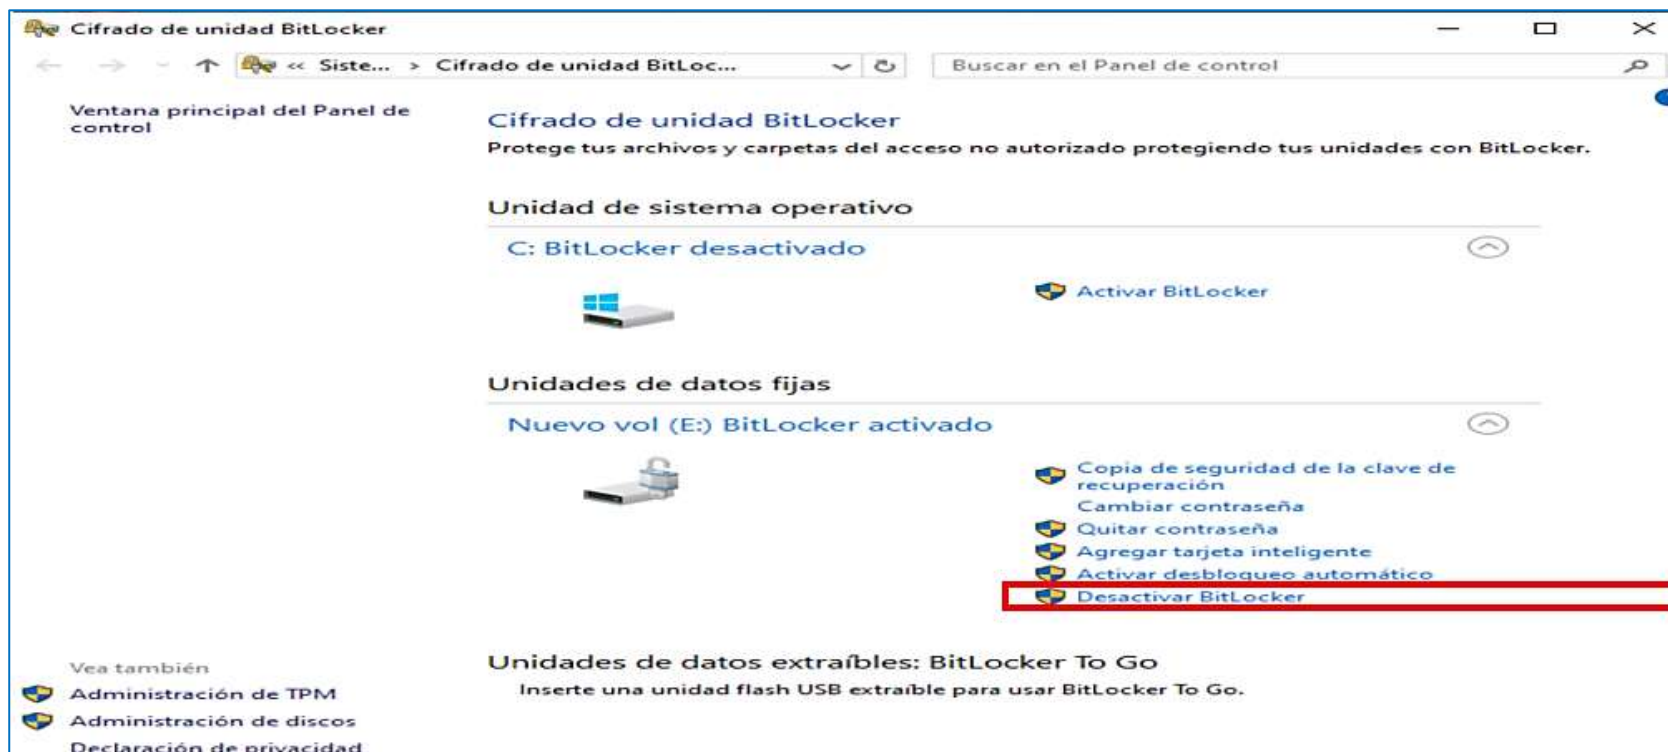 Cifrado de unidad BitLocker
« Siste... > Cifrado de unidad BitLoc...
Buscar en el Panel de control
Ventana principal del Panel de
control
Cifrado de unidad BitLocker
Protege tus archivos y carpetas del acceso no autorizado protegiendo tus unidades con BitLocker.
Unidad de sistema operativo
C: BitLocker desactivado
Activar BitLocker
Unidades de datos fijas
Nuevo vol (E:) BitLocker activado
Copia de seguridad de la clave de
recuperación
Cambiar contraseña
Quitar contraseña
Agregar tarjeta inteligente
Activar desbloqueo automático
Desactivar BitLocker
Unidades de datos extraíbles: BitLocker To Go
Inserte una unidad flash USB extraíble para usar BitLocker To Go.
Vea también
Administración de TPM
Administración de discos
Declaración de privacidad